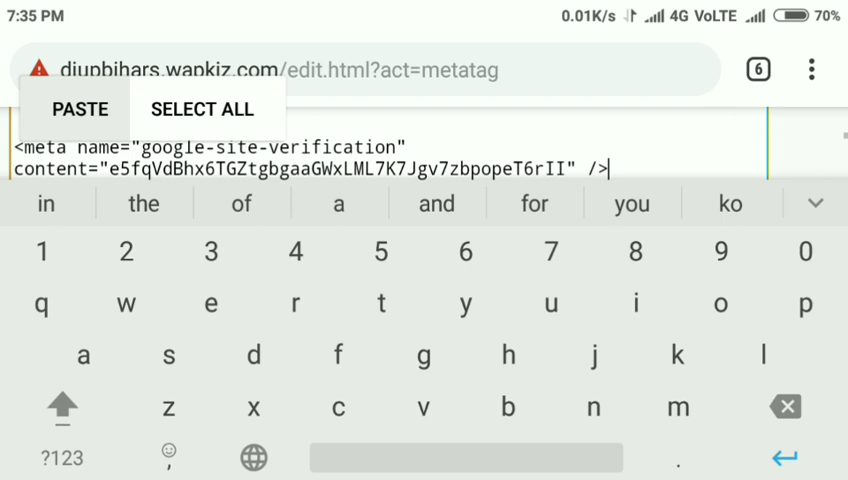 7:35 PM 0.01K/s 4G VoLTE 70%
djupbihars.wapkiz.com/edit.html?act=metatag 6
PASTE SELECT ALL
<meta name="google-site-verification"
content="e5fqVdBhx6TGZtgbgaaGWxLML7K7Jgv7zbpopeT6rII" />
in the of a and for you ko
1 2 3 4 5 6 7 8 9 0
q w e r t y u i o p
a s d f g h j k l
z x c v b n m
?123 , .